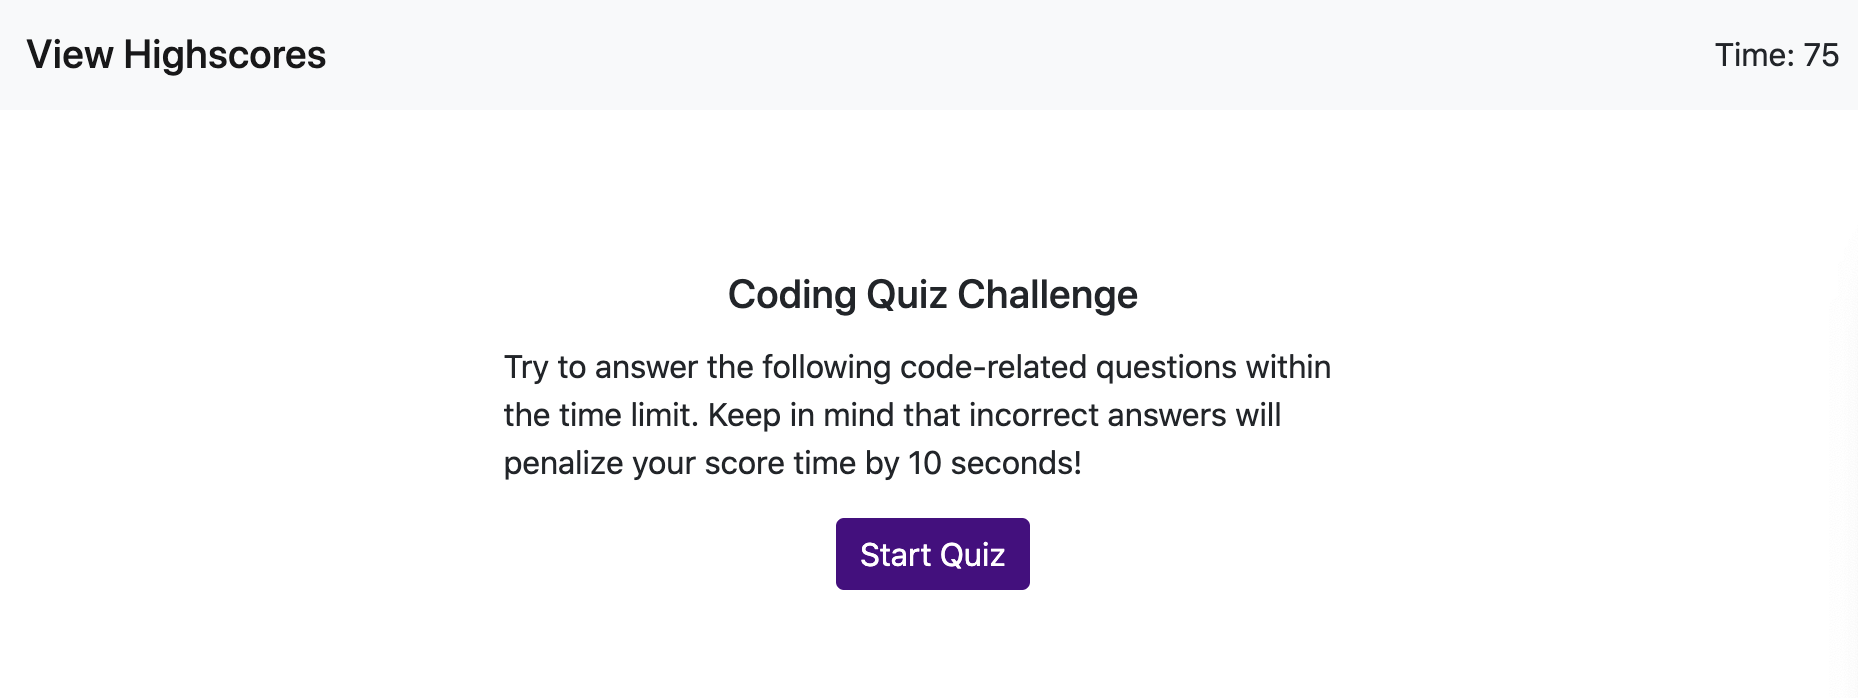 View Highscores
Time: 75
Coding Quiz Challenge
Try to answer the following code-related questions within
the time limit. Keep in mind that incorrect answers will
penalize your score time by 10 seconds!
Start Quiz